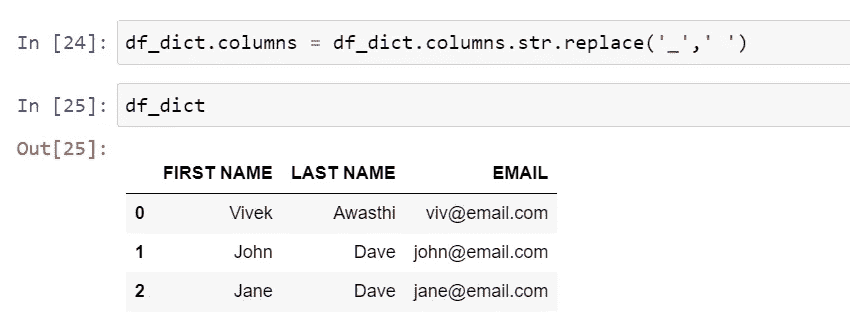 In [24]: df_dict.columns = df_dict.columns.str.replace('_',' ')
In [25]: df_dict
Out[25]:
FIRST NAME LAST NAME EMAIL
0 Vivek Awasthi viv@email.com
1 John Dave john@email.com
2 Jane Dave jane@email.com